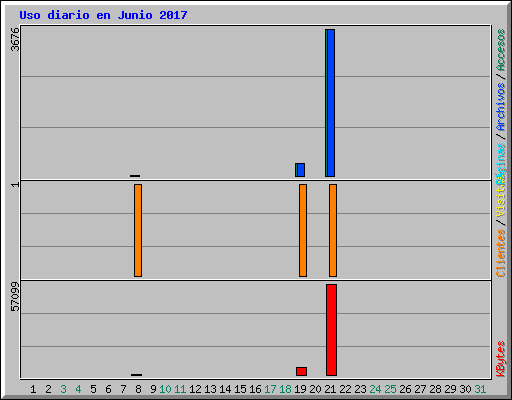 Uso diario en Junio 2017
3676
1
57099
Accesos / Archivos / Páginas
Clientes / Visitas
KBytes
1 2 3 4 5 6 7 8 9 10 11 12 13 14 15 16 17 18 19 20 21 22 23 24 25 26 27 28 29 30 31